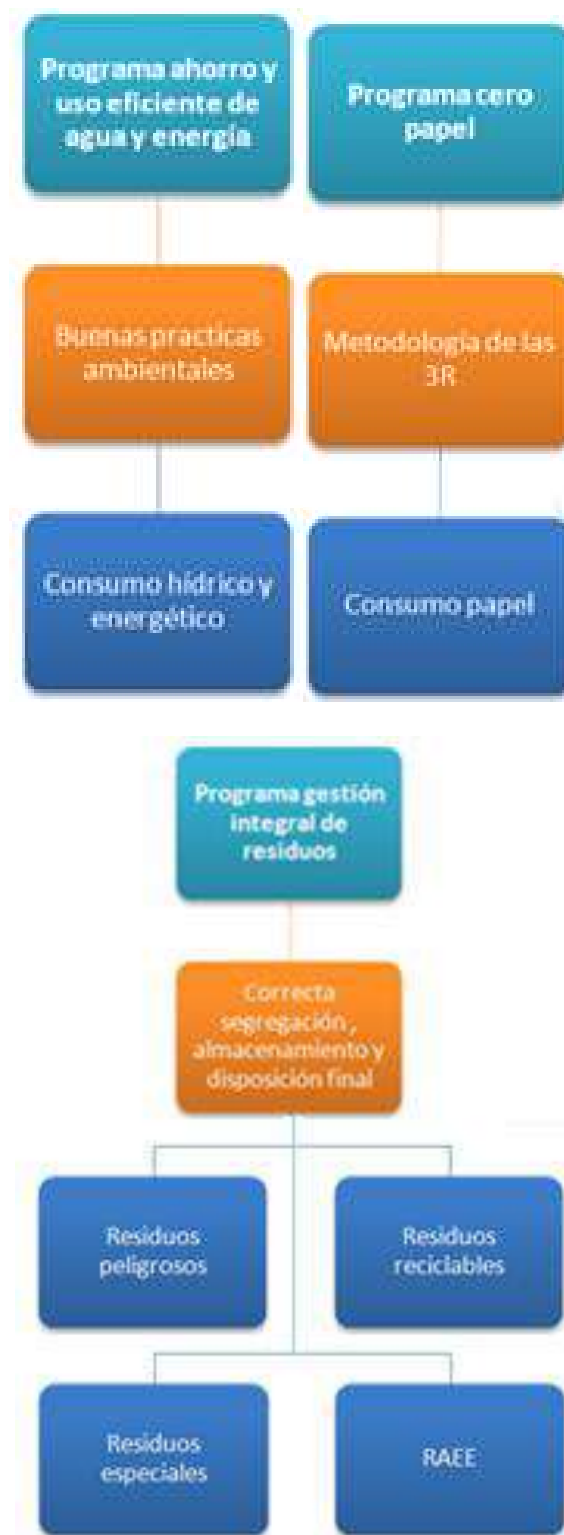 Programa ahorro y
uso eficiente de
agua y energía
Programa cero
papel
Buenas practicas
ambientales
Metodología de las
3R
Consumo hídrico y
energético
Consumo papel
Programa gestión
integral de
residuos
Correcta
segregación ,
almacenamiento y
disposición final
Residuos
peligrosos
Residuos
reciclables
Residuos
especiales
RAEE